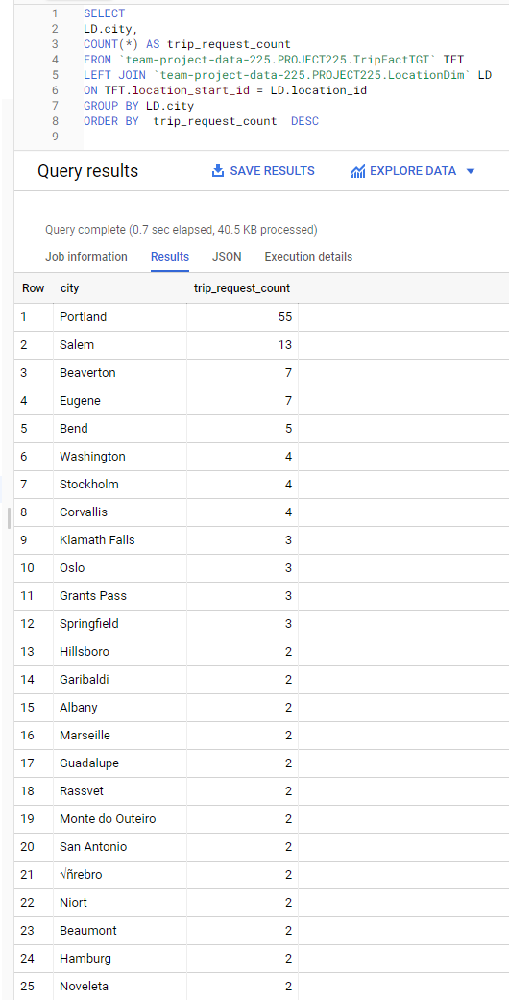 1 SELECT
2 LD.city,
3 COUNT(*) AS trip_request_count
4 FROM `team-project-data-225.PROJECT225.TripFactTGT` TFT
5 LEFT JOIN `team-project-data-225.PROJECT225.LocationDim` LD
6 ON TFT.location_start_id = LD.location_id
7 GROUP BY LD.city
8 ORDER BY  trip_request_count  DESC
9
Query results SAVE RESULTS EXPLORE DATA
Query complete (0.7 sec elapsed, 40.5 KB processed)
Job information Results JSON Execution details
Row city trip_request_count
1 Portland 55
2 Salem 13
3 Beaverton 7
4 Eugene 7
5 Bend 5
6 Washington 4
7 Stockholm 4
8 Corvallis 4
9 Klamath Falls 3
10 Oslo 3
11 Grants Pass 3
12 Springfield 3
13 Hillsboro 2
14 Garibaldi 2
15 Albany 2
16 Marseille 2
17 Guadalupe 2
18 Rassvet 2
19 Monte do Outeiro 2
20 San Antonio 2
21 √ñrebro 2
22 Niort 2
23 Beaumont 2
24 Hamburg 2
25 Noveleta 2